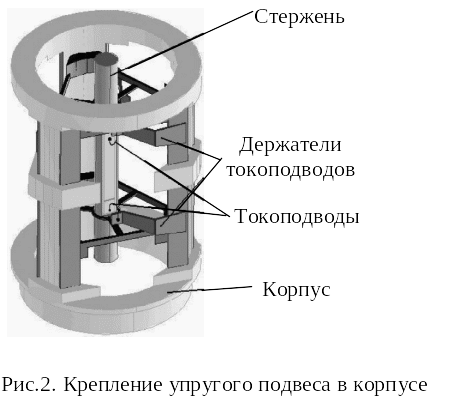 Стержень
Держатели
токоподводов
Токоподводы
Корпус
Рис.2. Крепление упругого подвеса в корпусе